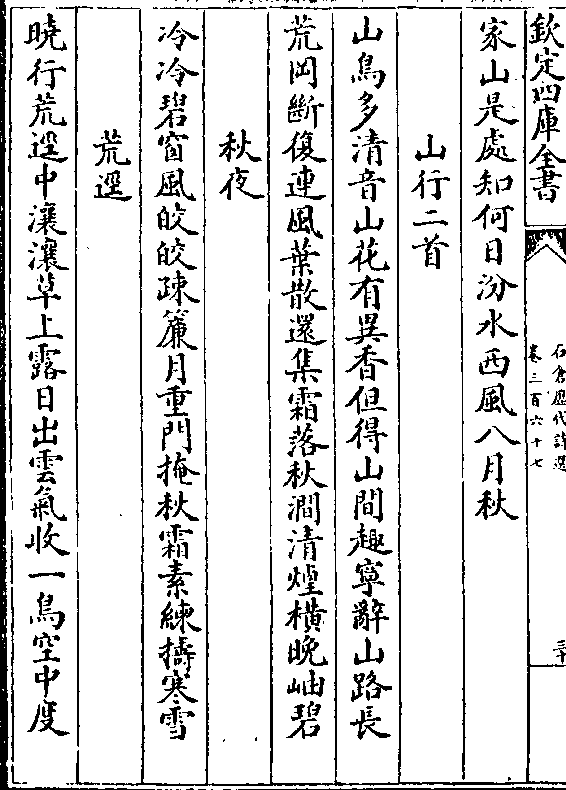 欽定四庫全書
石倉歷代詩選
卷三百六十七
二十
家山是處知何日汾水西風八月秋
山行二首
山鳥多清音山花有異香但得山間趣寧辭山路長
荒岡斷復連風葉散還集霜落秋澗清煙橫晚岫碧
秋夜
冷冷碧窗風皎皎疎簾月重門掩秋霜素練擣寒雪
荒逕
曉行荒逕中瀼瀼草上露日出雲氣收一鳥空中度